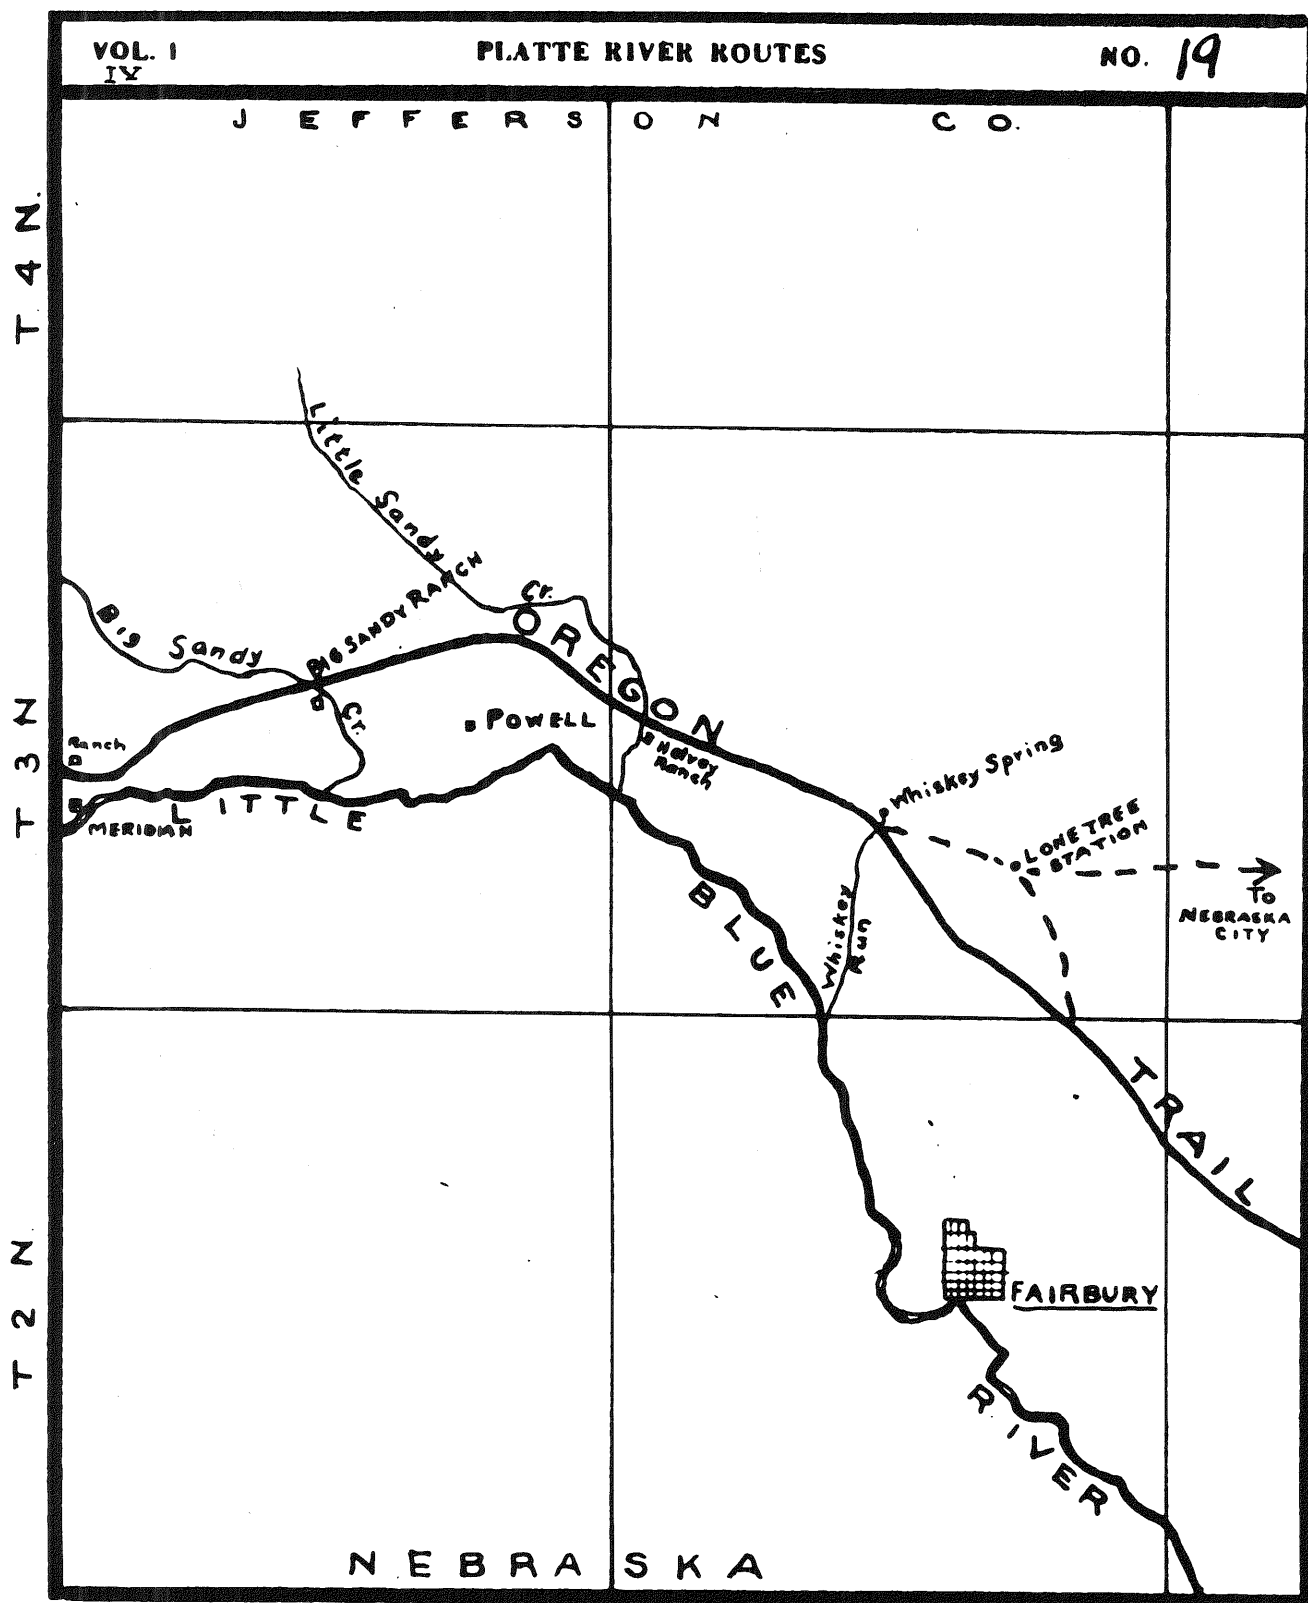 VOL. I
IV
PLATTE RIVER ROUTES
NO. 19
JEFFERSON CO.
T 4 N.
Little Sandy Cr.
BIG SANDY RANCH
Big Sandy Cr.
OREGON TRAIL
T 3 N
POWELL
Ranch
Helvey
Ranch
Whiskey Spring
MERIDIAN
LITTLE BLUE RIVER
LONE TREE
STATION
Whiskey
Run
TO
NEBRASKA
CITY
T 2 N.
FAIRBURY
NEBRASKA